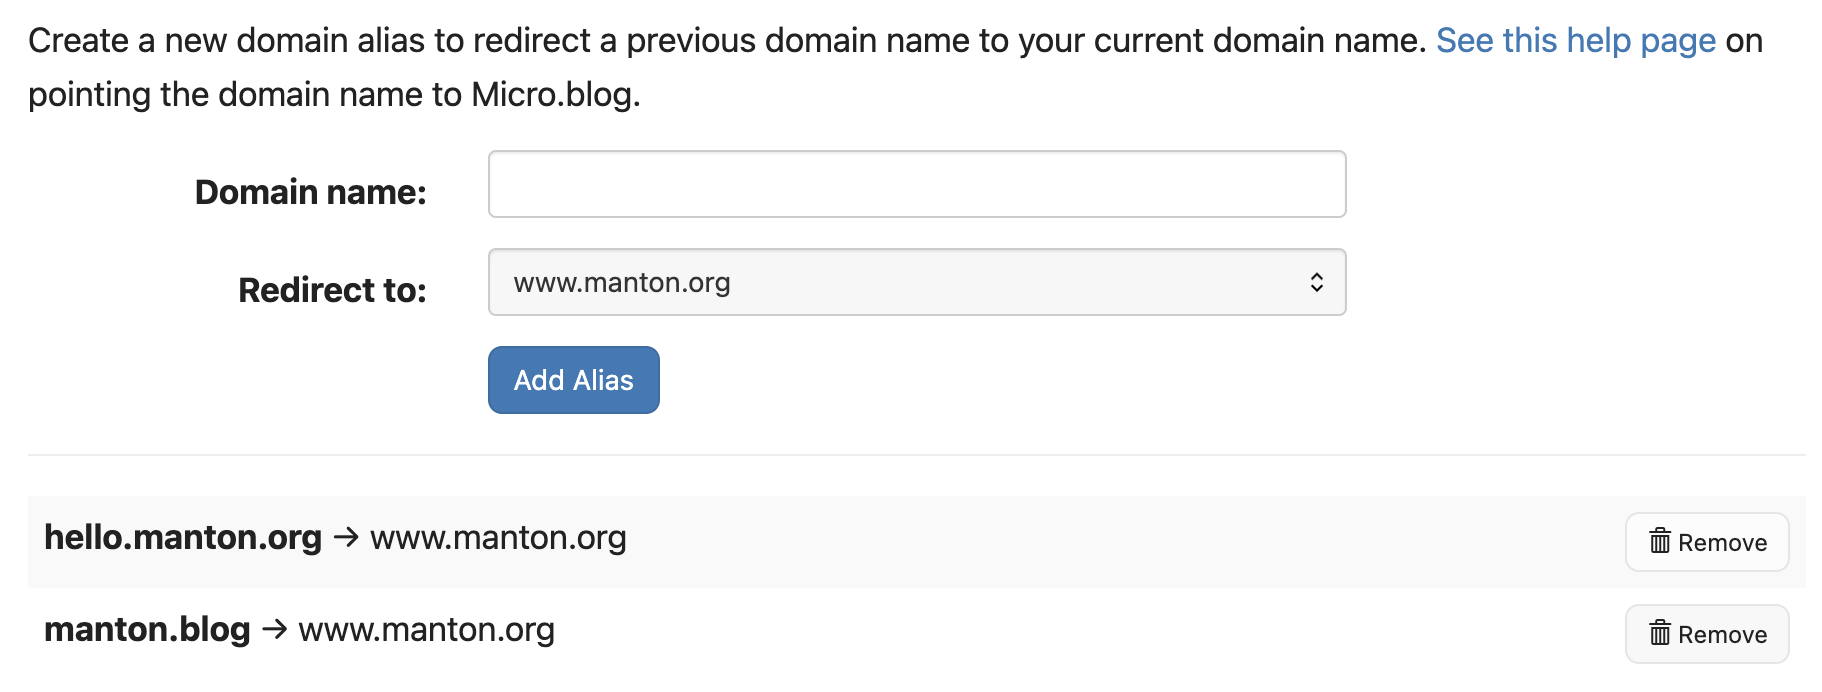 Create a new domain alias to redirect a previous domain name to your current domain name. See this help page on
pointing the domain name to Micro.blog.
Domain name:
Redirect to: www.manton.org
Add Alias
hello.manton.org → www.manton.org Remove
manton.blog → www.manton.org Remove